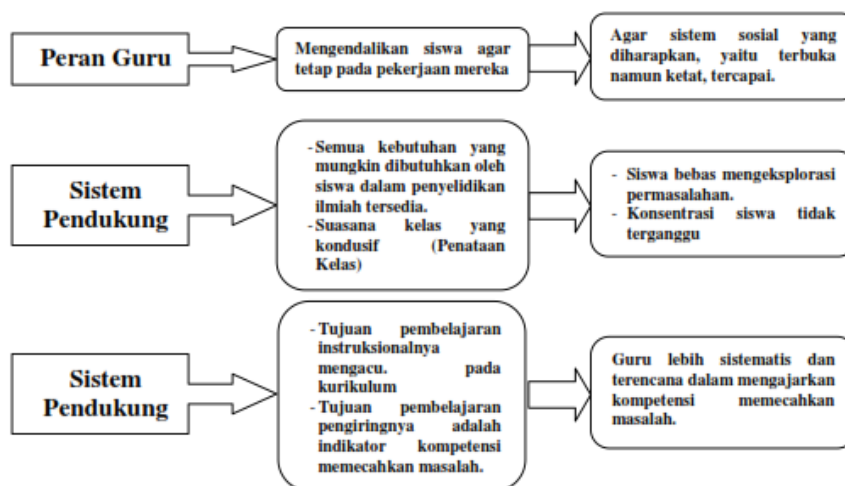 Peran Guru
Mengendalikan siswa agar
tetap pada pekerjaan mereka
Agar sistem sosial yang
diharapkan, yaitu terbuka
namun ketat, tercapai.
Sistem
Pendukung
- Semua kebutuhan yang
mungkin dibutuhkan oleh
siswa dalam penyelidikan
ilmiah tersedia.
- Suasana kelas yang
kondusif (Penataan
Kelas)
- Siswa bebas mengeksplorasi
permasalahan.
- Konsentrasi siswa tidak
terganggu
Sistem
Pendukung
- Tujuan pembelajaran
instruksionalnya
mengacu. pada
kurikulum
- Tujuan pembelajaran
pengiringnya adalah
indikator kompetensi
memecahkan masalah.
Guru lebih sistematis dan
terencana dalam mengajarkan
kompetensi memecahkan
masalah.